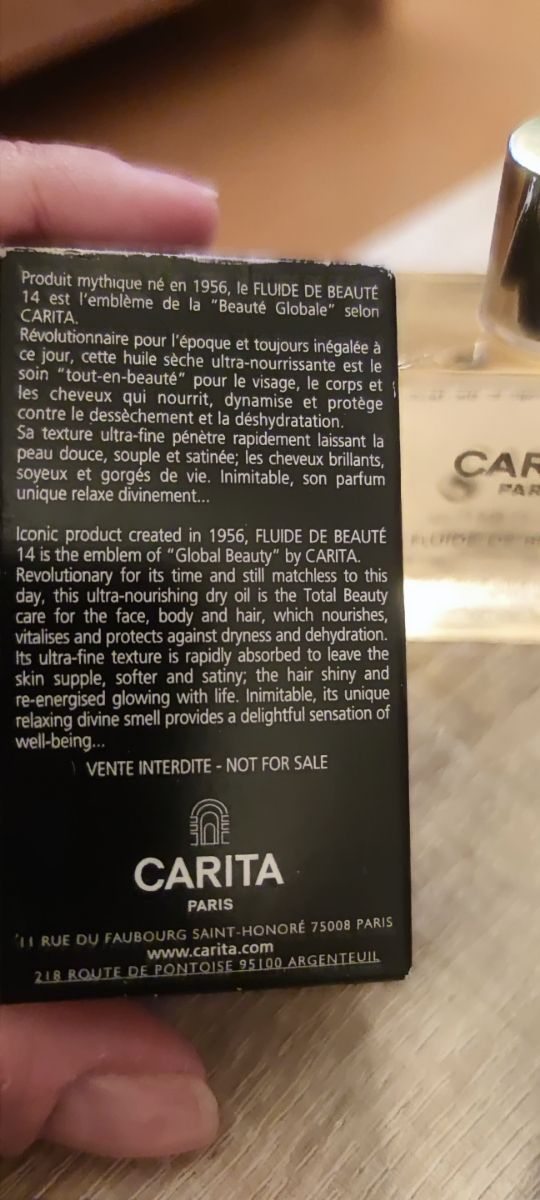 Produit mythique né en 1956, le FLUIDE DE BEAUTÉ
14 est l'emblème de la "Beauté Globale" selon
CARITA.
Révolutionnaire pour l'époque et toujours inégalée à
ce jour, cette huile sèche ultra-nourrissante est le
soin "tout-en-beauté" pour le visage, le corps et
les cheveux qui nourrit, dynamise et protège
contre le dessèchement et la déshydratation.
Sa texture ultra-fine pénètre rapidement laissant la
peau douce, souple et satinée; les cheveux brillants,
soyeux et gorgés de vie. Inimitable, son parfum
unique relaxe divinement...
Iconic product created in 1956, FLUIDE DE BEAUTÉ
14 is the emblem of "Global Beauty" by CARITA.
Revolutionary for its time and still matchless to this
day, this ultra-nourishing dry oil is the Total Beauty
care for the face, body and hair, which nourishes,
vitalises and protects against dryness and dehydration.
Its ultra-fine texture is rapidly absorbed to leave the
skin supple, softer and satiny; the hair shiny and
re-energised glowing with life. Inimitable, its unique
relaxing divine smell provides a delightful sensation of
well-being...
VENTE INTERDITE - NOT FOR SALE
CARITA
PARIS
11 RUE DU FAUBOURG SAINT-HONORÉ 75008 PARIS
www.carita.com
218 ROUTE DE PONTOISE 95100 ARGENTEUIL
CAR
PAR
FLUIDE DE